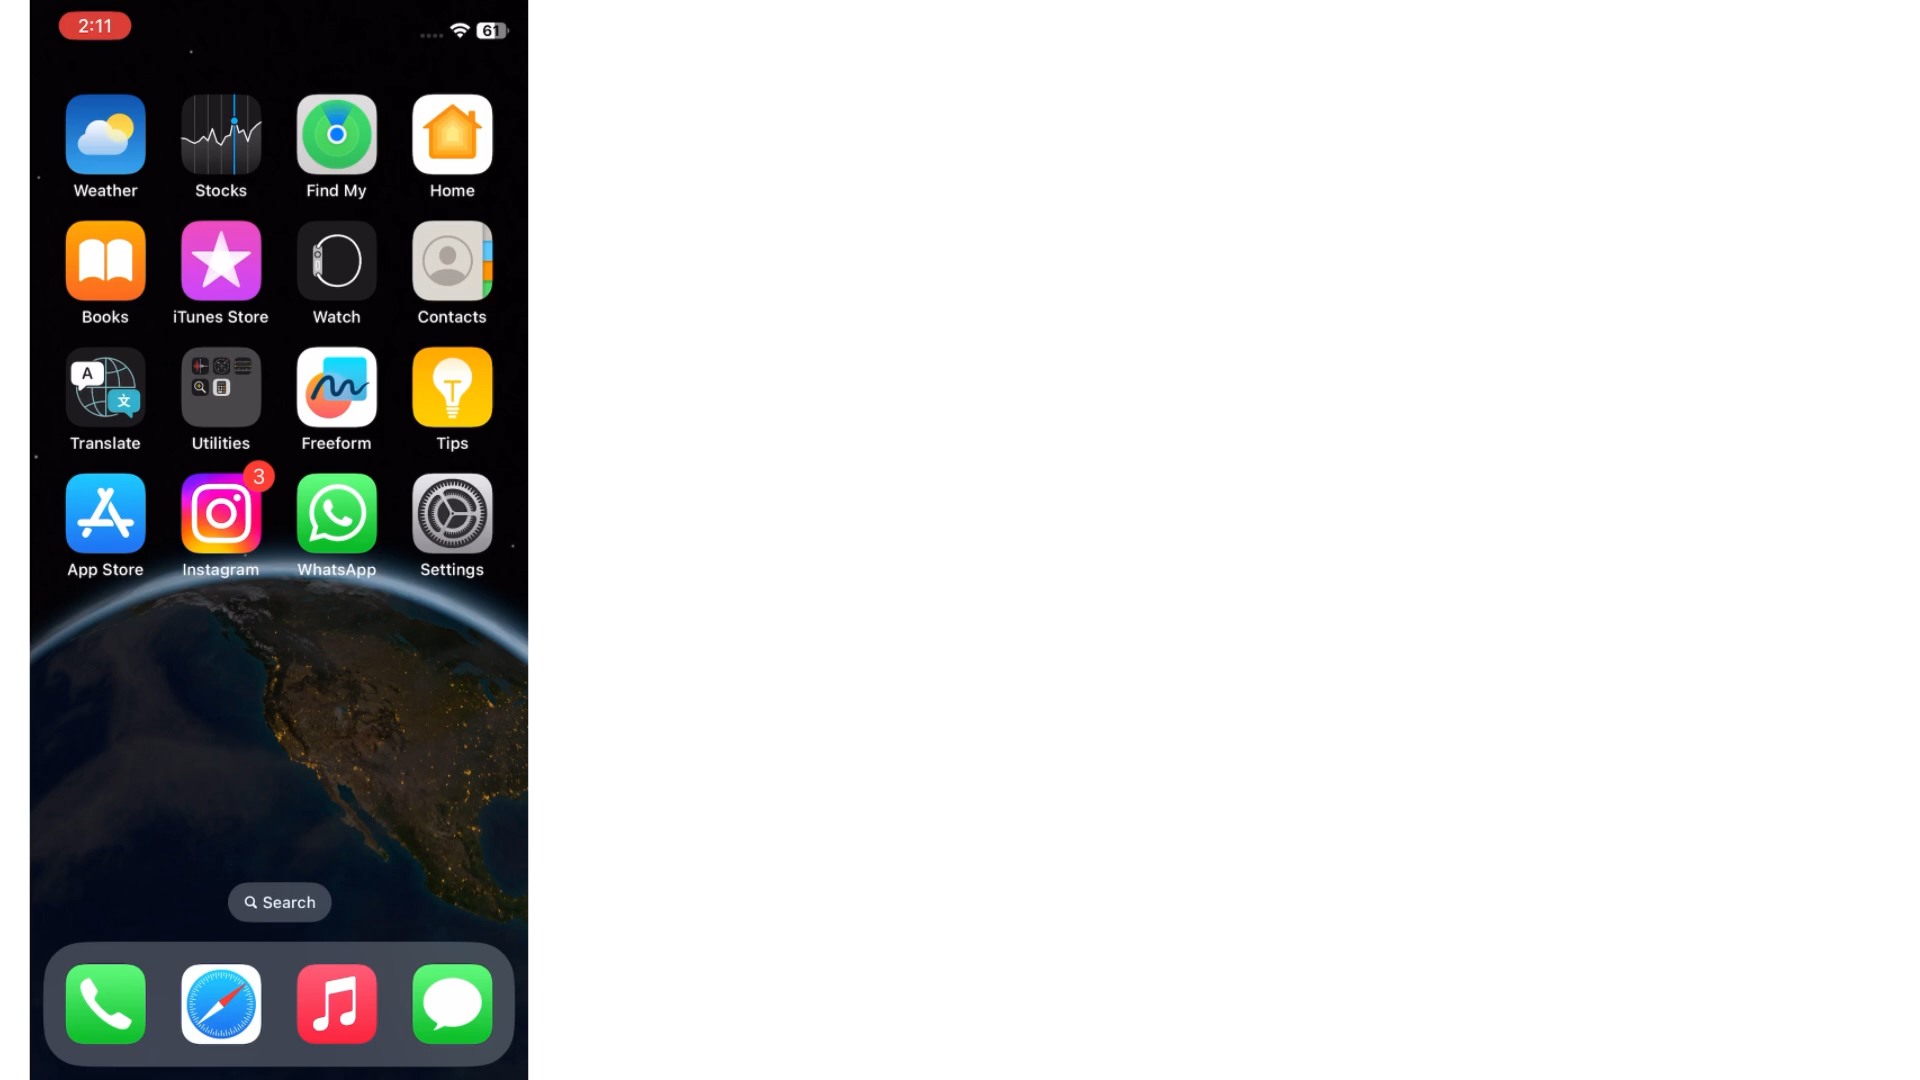 2:11
61
Weather Stocks Find My Home
Books iTunes Store Watch Contacts
A 文
Translate Utilities Freeform Tips
3
App Store Instagram WhatsApp Settings
Search